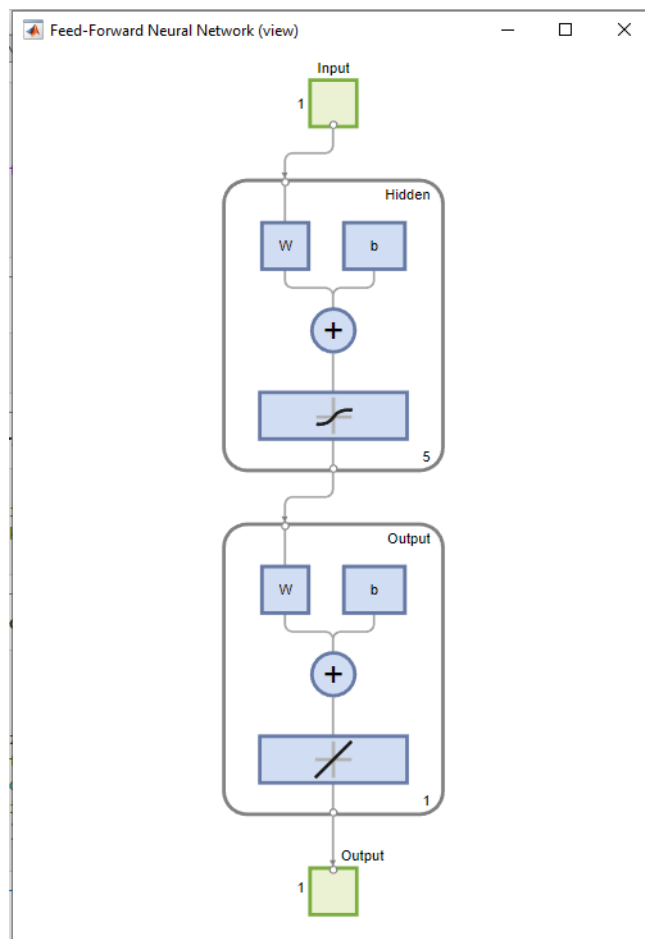 Feed-Forward Neural Network (view)
Input
1
Hidden
W
b
+
5
Output
W
b
+
1
Output
1